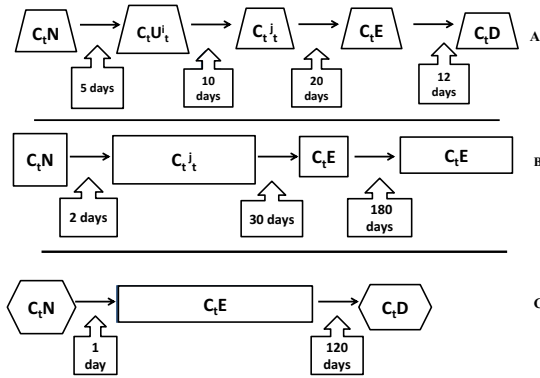 CtN CtUit Ctjt CtE CtD A
5 days 10 days 20 days 12 days
CtN Ctjt CtE CtE B
2 days 30 days 180 days
CtN CtE CtD C
1 day 120 days